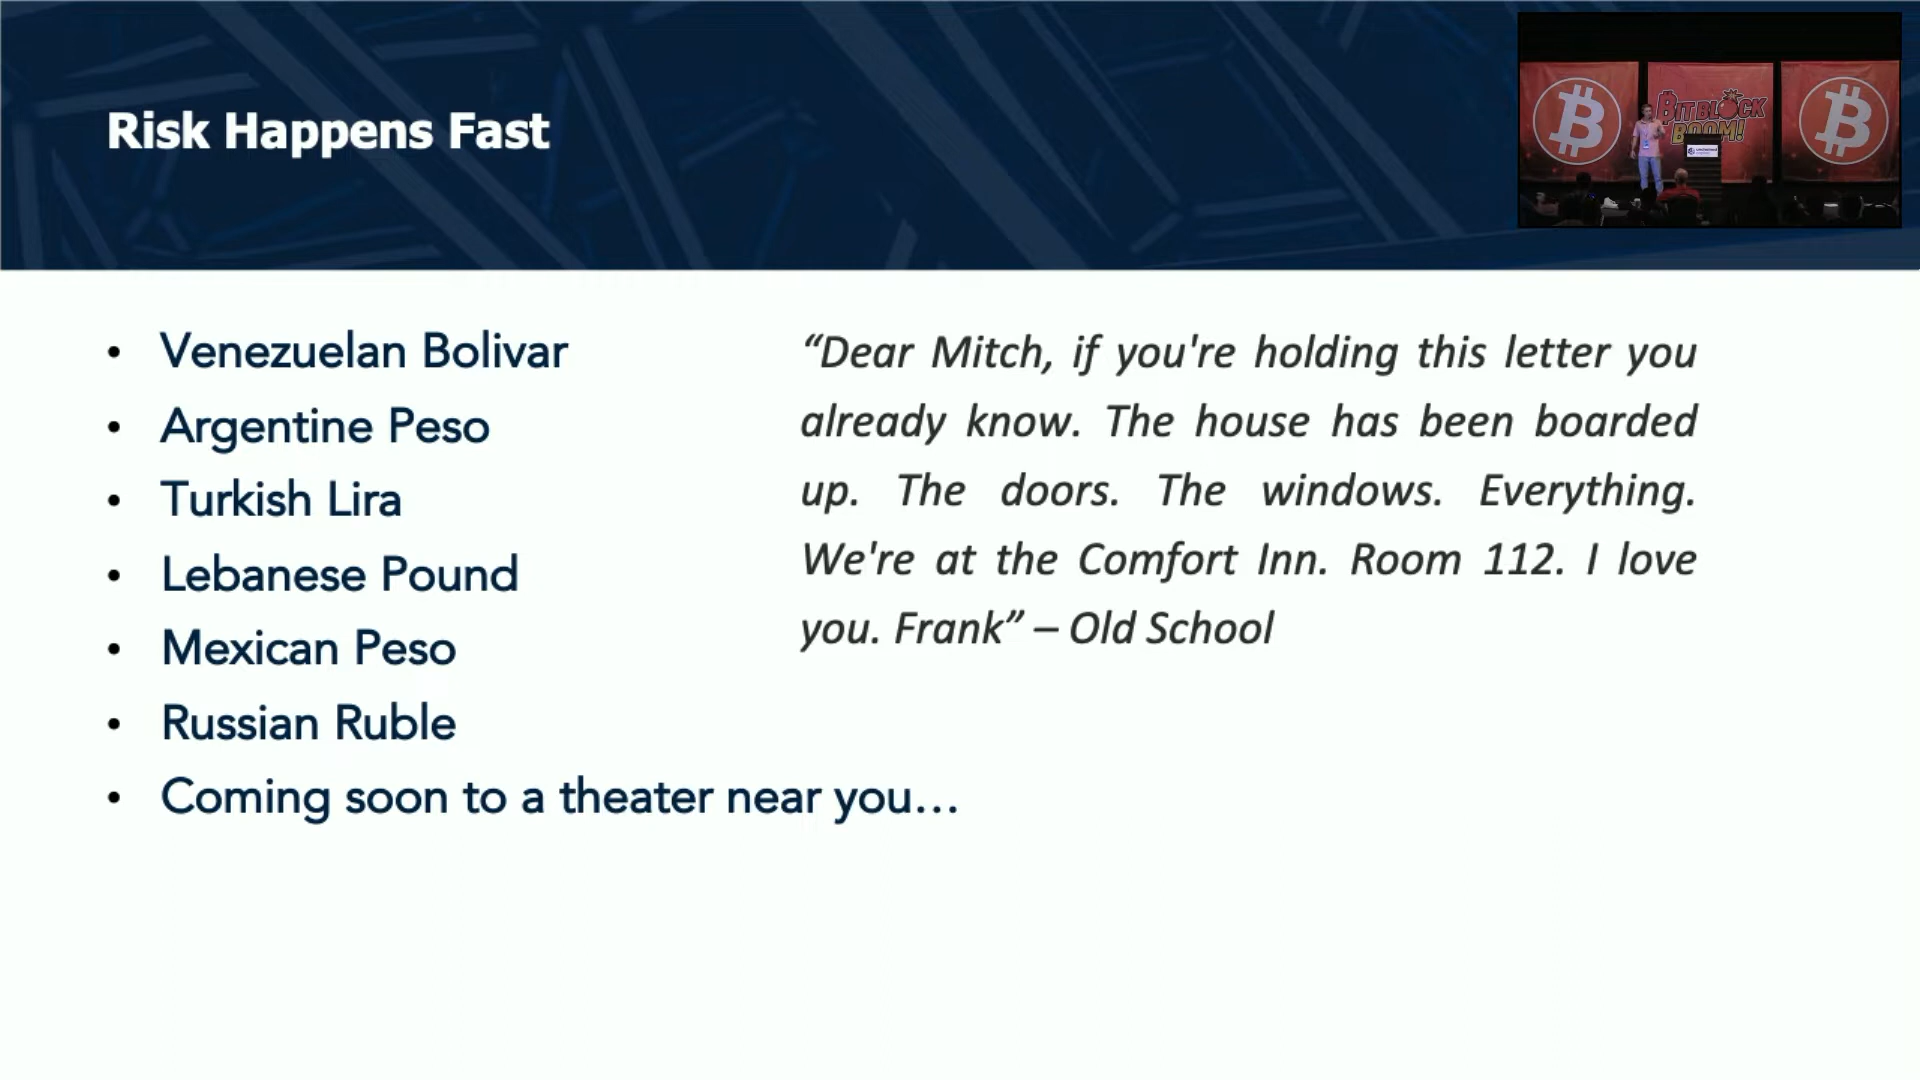 Risk Happens Fast
BITBLOCK
BOOM!
• Venezuelan Bolivar
• Argentine Peso
• Turkish Lira
• Lebanese Pound
• Mexican Peso
• Russian Ruble
• Coming soon to a theater near you…
“Dear Mitch, if you're holding this letter you
already know. The house has been boarded
up. The doors. The windows. Everything.
We're at the Comfort Inn. Room 112. I love
you. Frank” – Old School